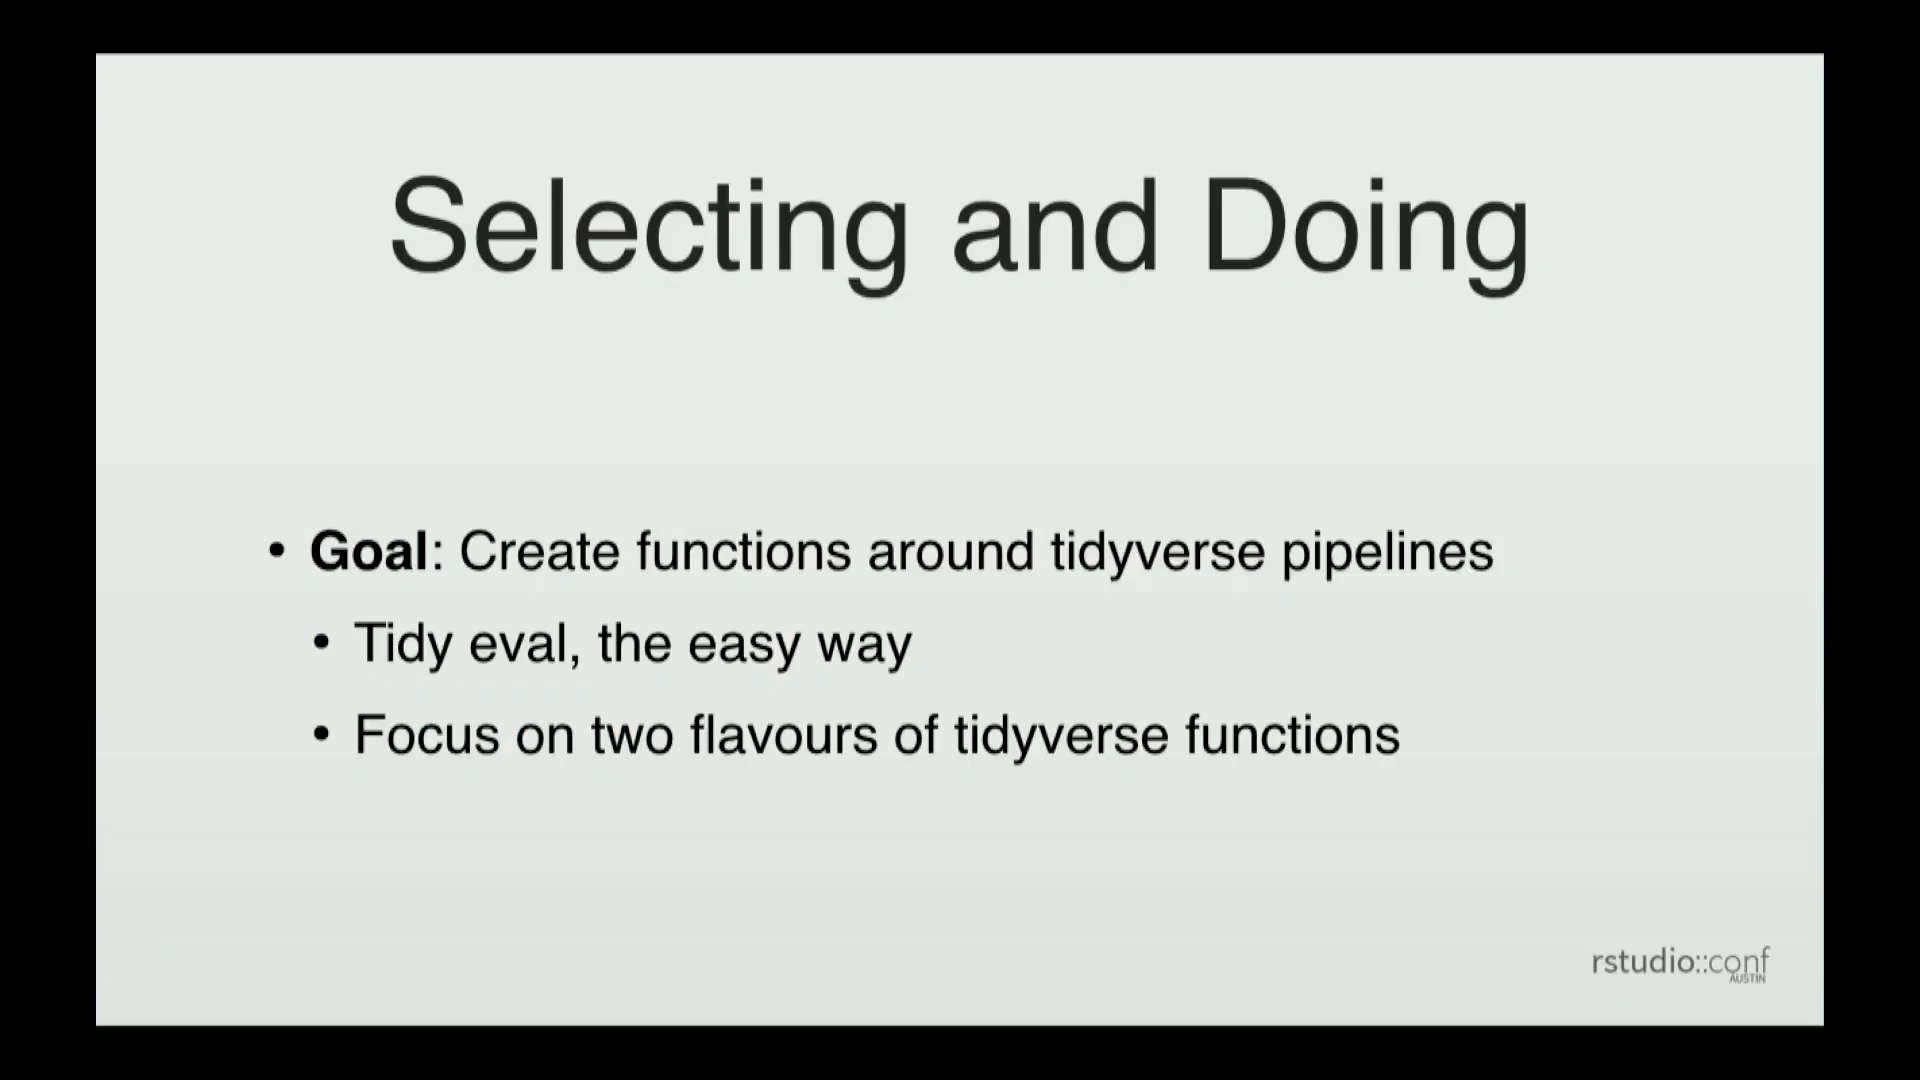 Selecting and Doing
• Goal: Create functions around tidyverse pipelines
• Tidy eval, the easy way
• Focus on two flavours of tidyverse functions
rstudio::conf
AUSTIN